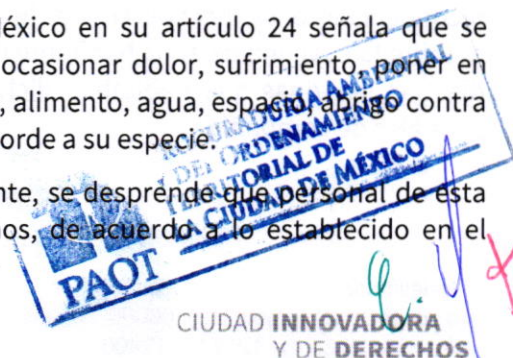 México en su artículo 24 señala que se
ocasionar dolor, sufrimiento, poner en
, alimento, agua, espacio, abrigo contra
orde a su especie.
nte, se desprende que personal de esta
nos, de acuerdo a lo establecido en el
PROCURADURÍA AMBIENTAL
Y DEL ORDENAMIENTO
TERRITORIAL DE
LA CIUDAD DE MÉXICO
PAOT
CIUDAD INNOVADORA
Y DE DERECHOS